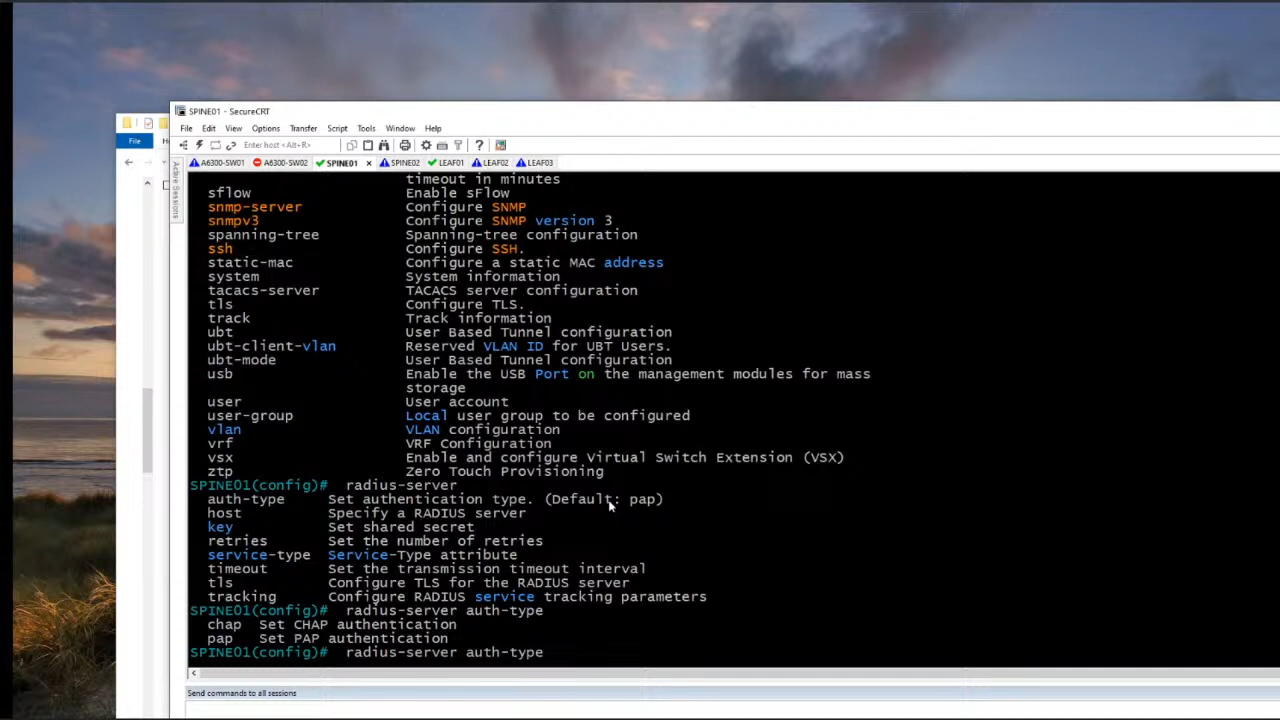 SPINE01 - SecureCRT
File Edit View Options Transfer Script Tools Window Help
File
Enter host <Alt+R>
A6300-SW01 A6300-SW02 SPINE01 × SPINE02 LEAF01 LEAF02 LEAF03
Active Sessions
timeout in minutes
sflow Enable sFlow
snmp-server Configure SNMP
snmpv3 Configure SNMP version 3
spanning-tree Spanning-tree configuration
ssh Configure SSH.
static-mac Configure a static MAC address
system System information
tacacs-server TACACS server configuration
tls Configure TLS.
track Track information
ubt User Based Tunnel configuration
ubt-client-vlan Reserved VLAN ID for UBT Users.
ubt-mode User Based Tunnel configuration
usb Enable the USB Port on the management modules for mass
storage
user User account
user-group Local user group to be configured
vlan VLAN configuration
vrf VRF Configuration
vsx Enable and configure Virtual Switch Extension (VSX)
ztp Zero Touch Provisioning
SPINE01(config)# radius-server
auth-type Set authentication type. (Default: pap)
host Specify a RADIUS server
key Set shared secret
retries Set the number of retries
service-type Service-Type attribute
timeout Set the transmission timeout interval
tls Configure TLS for the RADIUS server
tracking Configure RADIUS service tracking parameters
SPINE01(config)# radius-server auth-type
chap Set CHAP authentication
pap Set PAP authentication
SPINE01(config)# radius-server auth-type
Send commands to all sessions